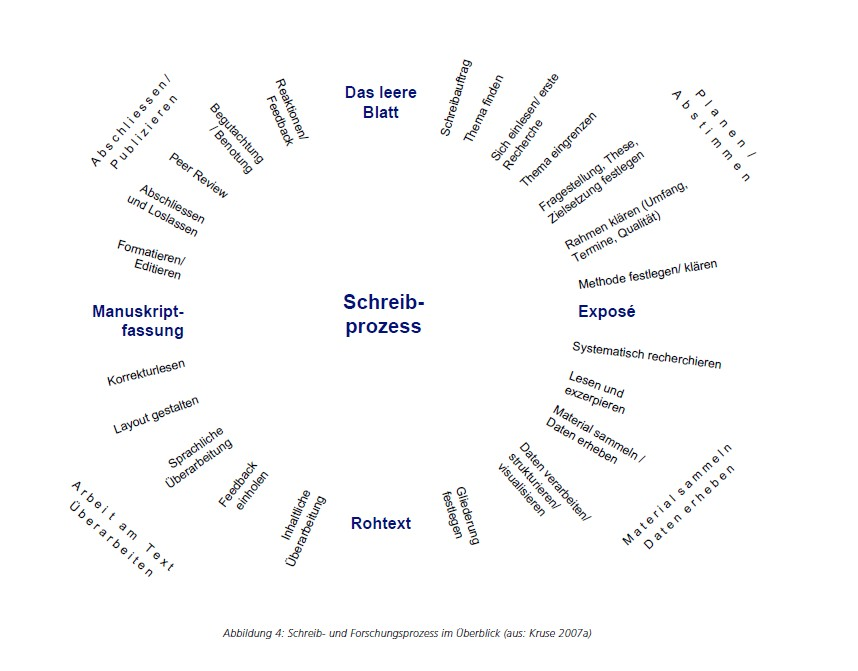 Das leere
Blatt
Schreibauftrag
Thema finden
Sich einlesen/ erste
Recherche
Thema eingrenzen
Fragestellung, These,
Zielsetzung festlegen
Rahmen klären (Umfang,
Termine, Qualität)
Methode festlegen/ klären
Planen/
Abstimmen
Exposé
Systematisch recherchieren
Lesen und
exzerpieren
Material sammeln /
Daten erheben
Daten verarbeiten/
strukturieren/
visualisieren
Gliederung
festlegen
Material sammeln
Daten erheben
Rohtext
Inhaltliche
Überarbeitung
Feedback
einholen
Sprachliche
Überarbeitung
Layout gestalten
Korrekturlesen
Arbeit am Text
Überarbeiten
Manuskript-
fassung
Formatieren/
Editieren
Abschliessen
und Loslassen
Peer Review
Begutachtung
/ Benotung
Reaktionen/
Feedback
Abschliessen/
Publizieren
Schreib-
prozess
Abbildung 4: Schreib- und Forschungsprozess im Überblick (aus: Kruse 2007a)